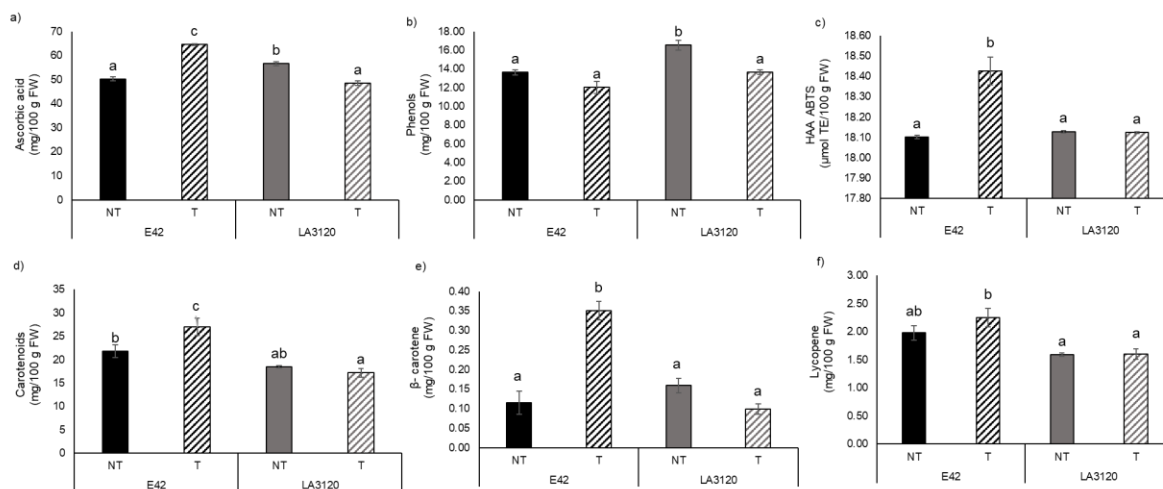 a)
Ascorbic acid
(mg/100 g FW)
70
60
50
40
30
20
10
0
a
c
b
a
NT
T
NT
T
E42
LA3120
b)
Phenols
(mg/100 g FW)
18.00
16.00
14.00
12.00
10.00
8.00
6.00
4.00
2.00
0.00
a
a
b
a
NT
T
NT
T
E42
LA3120
c)
HAA ABTS
(µmol TE/100 g FW)
18.60
18.50
18.40
18.30
18.20
18.10
18.00
17.90
17.80
a
b
a
a
NT
T
NT
T
E42
LA3120
d)
Carotenoids
(mg/100 g FW)
35
30
25
20
15
10
5
0
b
c
ab
a
NT
T
NT
T
E42
LA3120
e)
β- carotene
(mg/100 g FW)
0.40
0.35
0.30
0.25
0.20
0.15
0.10
0.05
0.00
a
b
a
a
NT
T
NT
T
E42
LA3120
f)
Lycopene
(mg/100 g FW)
3.00
2.50
2.00
1.50
1.00
0.50
0.00
ab
b
a
a
NT
T
NT
T
E42
LA3120